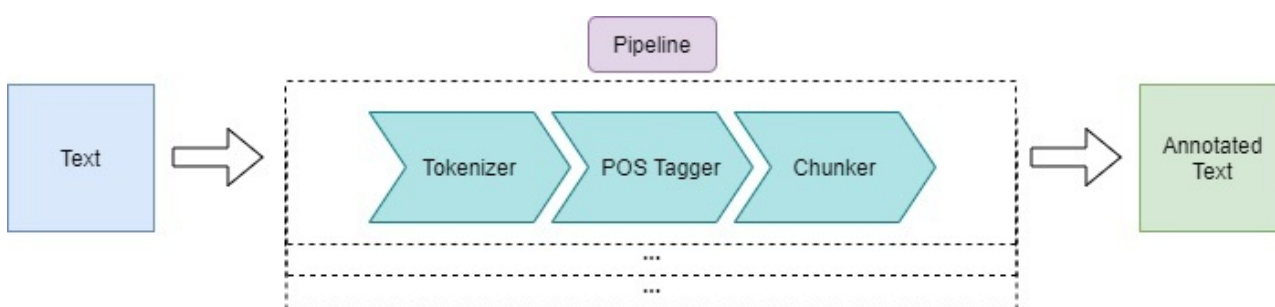 Pipeline
Text
Tokenizer
POS Tagger
Chunker
Annotated
Text
...
...